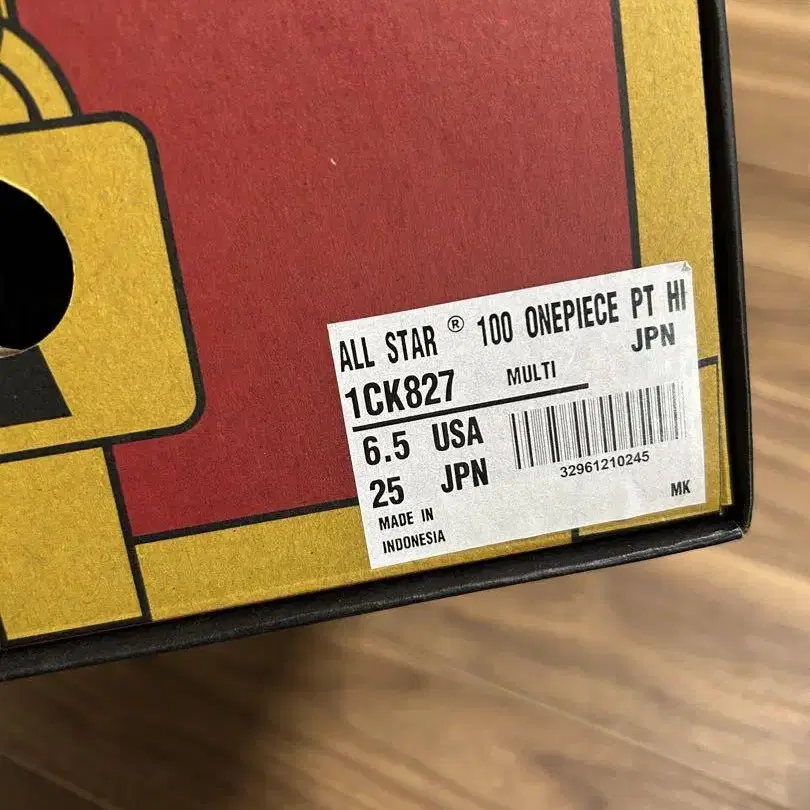 ALL STAR ® 100 ONEPIECE PT HI
JPN
1CK827 MULTI
6.5 USA
25 JPN
32961210245
MADE IN
INDONESIA
MK